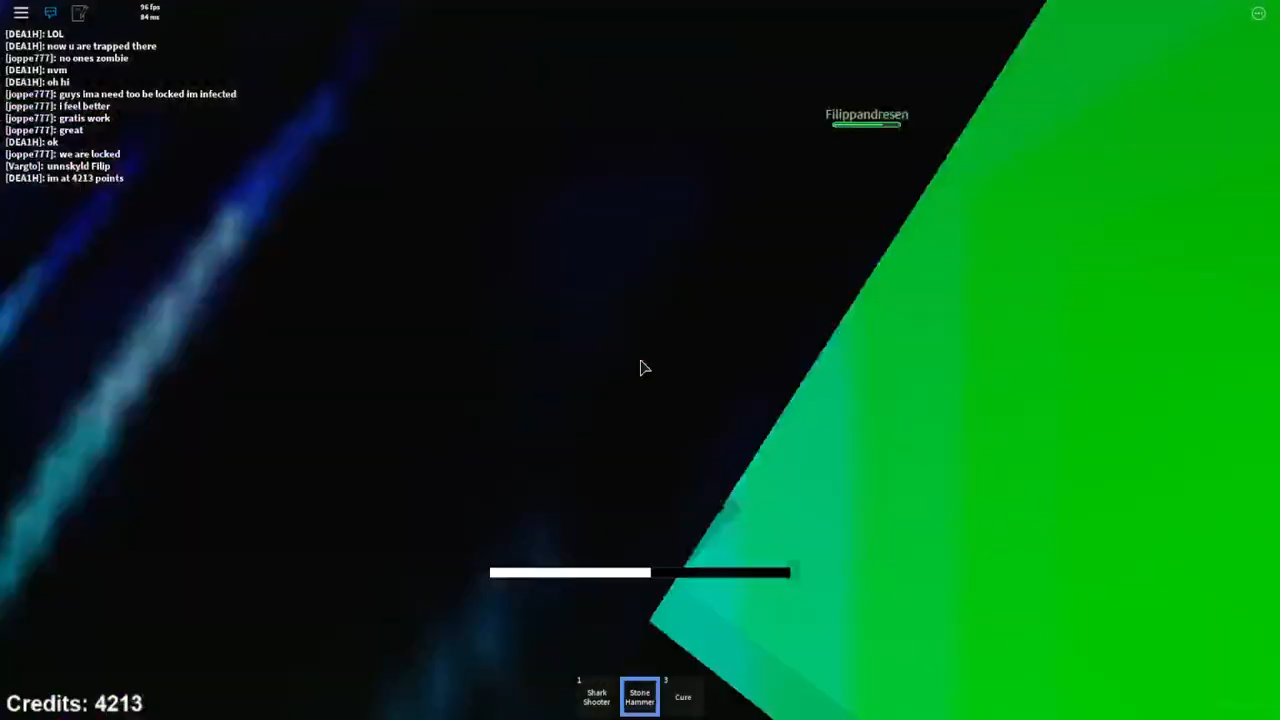 96 fps
84 ms
[DEA1H]: LOL
[DEA1H]: now u are trapped there
[joppe777]: no ones zombie
[DEA1H]: nvm
[DEA1H]: oh hi
[joppe777]: guys Ima need too be locked im infected
[joppe777]: i feel better
[joppe777]: gratis work
[joppe777]: great
[DEA1H]: ok
[joppe777]: we are locked
[Vargto]: unnskyld Filip
[DEA1H]: im at 4213 points
Filippandresen
1
Shark
Shooter
Stone
Hammer
3
Cure
Credits: 4213